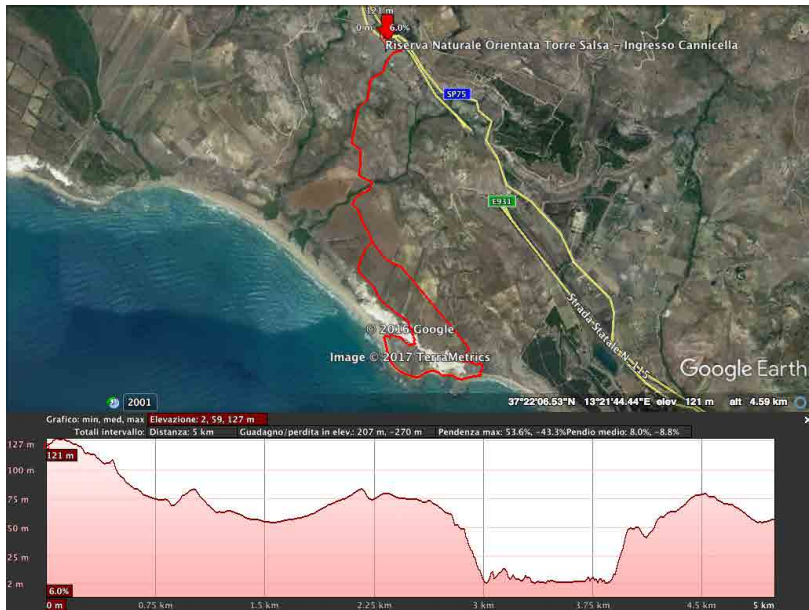 121 m
0 m 6.0%
Riserva Naturale Orientata Torre Salsa - Ingresso Cannicella
SP75
E931
Strada Statale N. 115
© 2016 Google
Image © 2017 TerraMetrics
Google Earth
2001
37°22'06.53"N 13°21'44.44"E elev 121 m alt 4.59 km
Grafico: min, med, max Elevazione: 2, 59, 127 m
Totali intervallo: Distanza: 5 km Guadagno/perdita in elev.: 207 m, -270 m Pendenza max: 53.6%, -43.3% Pendio medio: 8.0%, -8.8%
127 m
121 m
100 m
75 m
50 m
25 m
2 m
6.0%
0 m 0.75 km 1.5 km 2.25 km 3 km 3.75 km 4.5 km 5 km